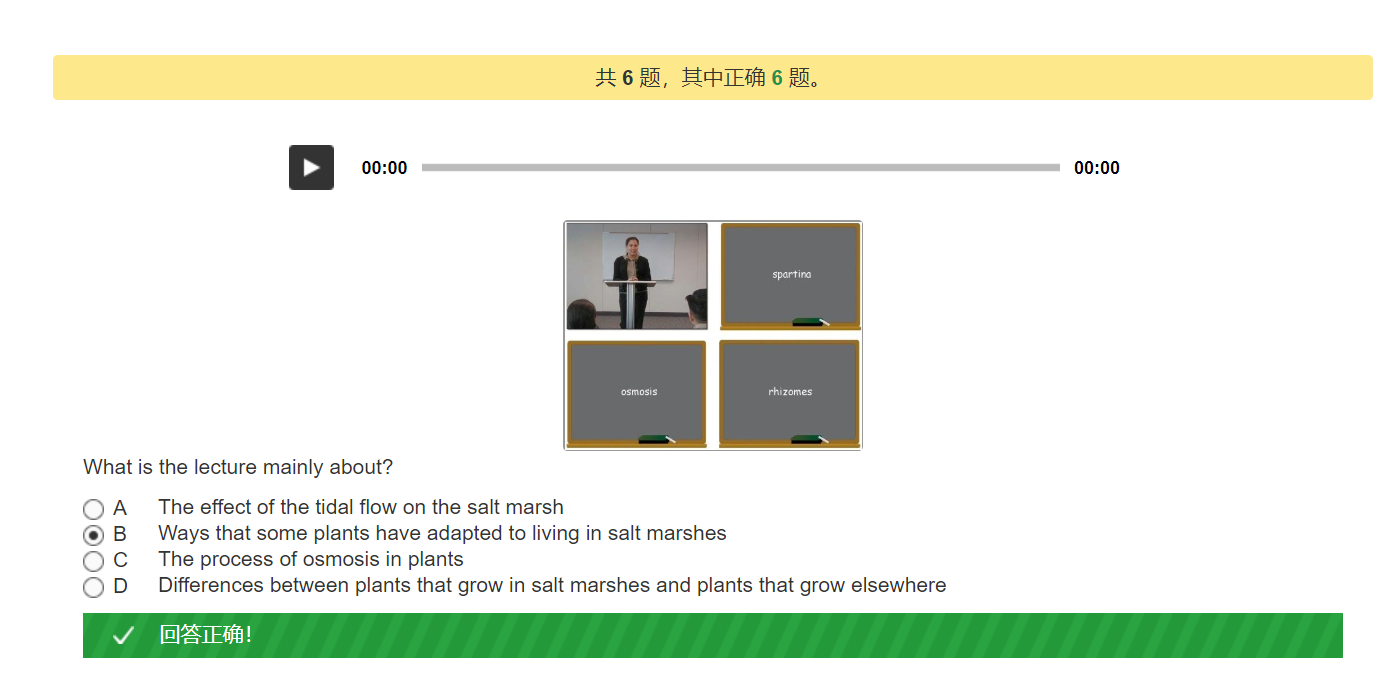 共 6 题，其中正确 6 题。
00:00 00:00
spartina
osmosis rhizomes
What is the lecture mainly about?
A The effect of the tidal flow on the salt marsh
B Ways that some plants have adapted to living in salt marshes
C The process of osmosis in plants
D Differences between plants that grow in salt marshes and plants that grow elsewhere
回答正确!